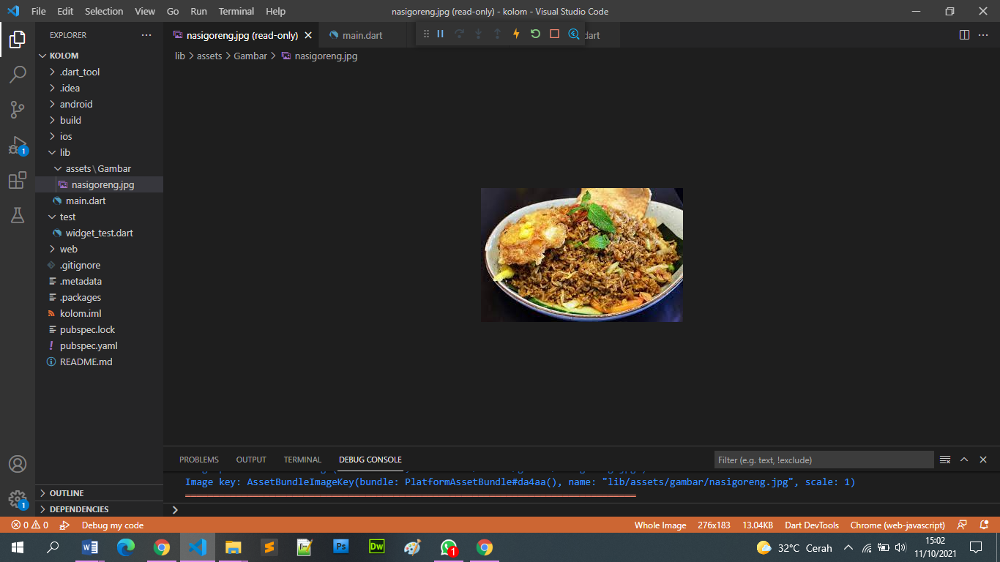 File Edit Selection View Go Run Terminal Help
nasigoreng.jpg (read-only) - kolom - Visual Studio Code
EXPLORER
nasigoreng.jpg (read-only)
main.dart
dart
lib > assets > Gambar > nasigoreng.jpg
KOLOM
.dart_tool
.idea
android
build
ios
lib
assets\Gambar
nasigoreng.jpg
main.dart
test
widget_test.dart
web
.gitignore
.metadata
.packages
kolom.iml
pubspec.lock
pubspec.yaml
README.md
OUTLINE
DEPENDENCIES
1
1
PROBLEMS OUTPUT TERMINAL DEBUG CONSOLE
Filter (e.g. text, !exclude)
Image key: AssetBundleImageKey(bundle: PlatformAssetBundle#da4aa(), name: "lib/assets/gambar/nasigoreng.jpg", scale: 1)
0 0 Debug my code
Whole Image 276x183 13.04KB Dart DevTools Chrome (web-javascript)
1
32°C Cerah
15:02
11/10/2021